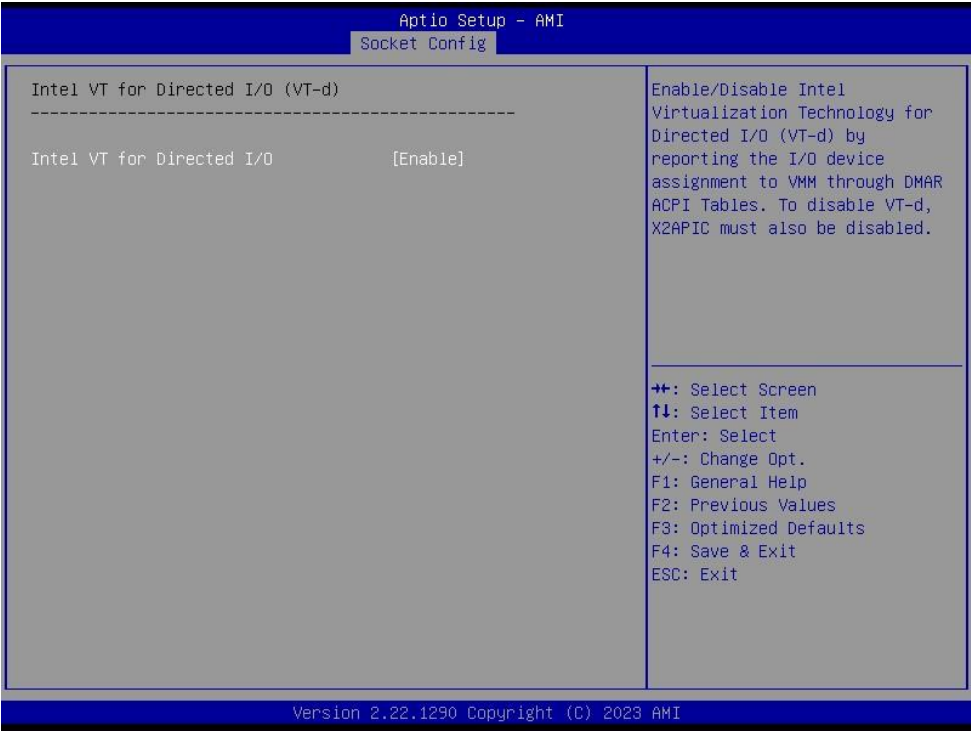 Aptio Setup – AMI
Socket Config
Intel VT for Directed I/O (VT-d)
--------------------------------------------------
Intel VT for Directed I/O [Enable]
Enable/Disable Intel
Virtualization Technology for
Directed I/O (VT-d) by
reporting the I/O device
assignment to VMM through DMAR
ACPI Tables. To disable VT-d,
X2APIC must also be disabled.
→←: Select Screen
↑↓: Select Item
Enter: Select
+/-: Change Opt.
F1: General Help
F2: Previous Values
F3: Optimized Defaults
F4: Save & Exit
ESC: Exit
Version 2.22.1290 Copyright (C) 2023 AMI